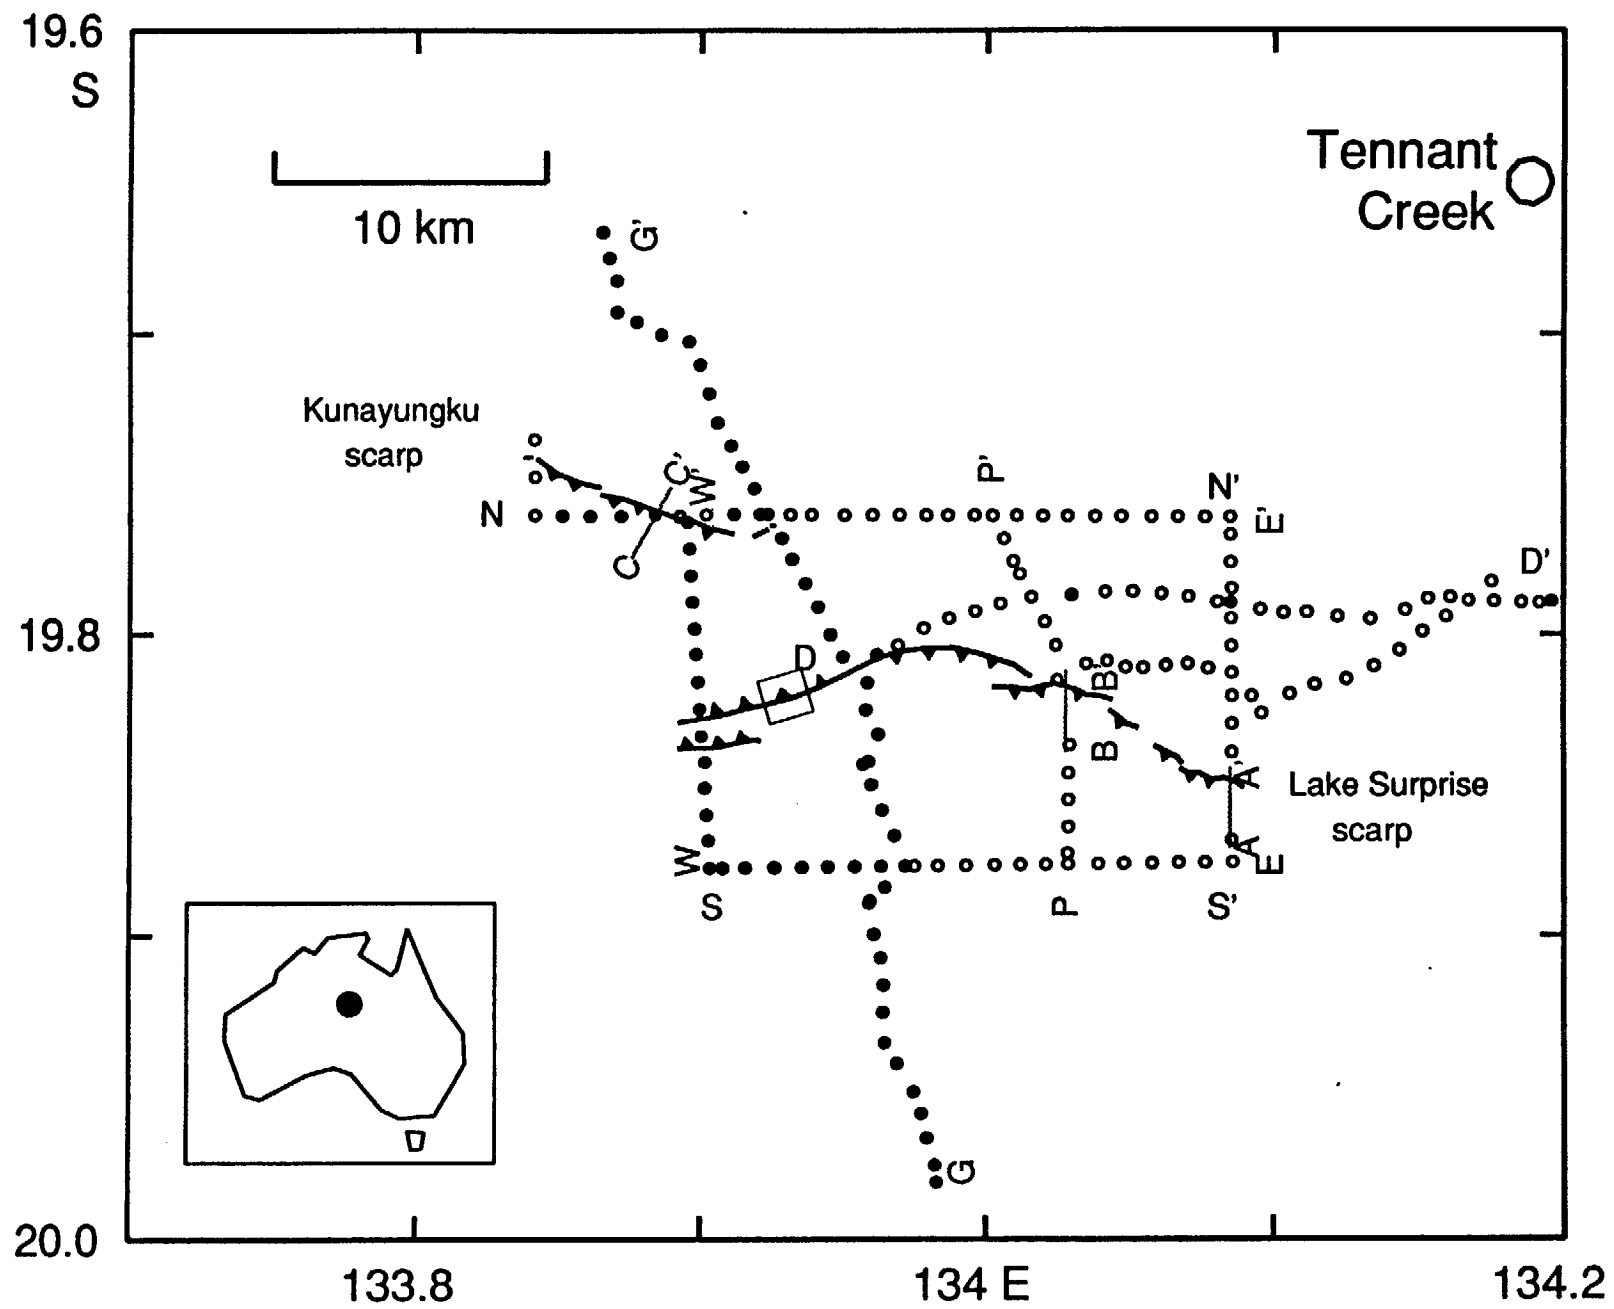 19.6
S
Tennant
Creek
10 km
G'
Kunayungku
scarp
C'
W'
P'
N'
N
E'
C
D'
19.8
D
B'
B
A'
Lake Surprise
scarp
A
W
E
S
P
S'
G
20.0
133.8
134 E
134.2